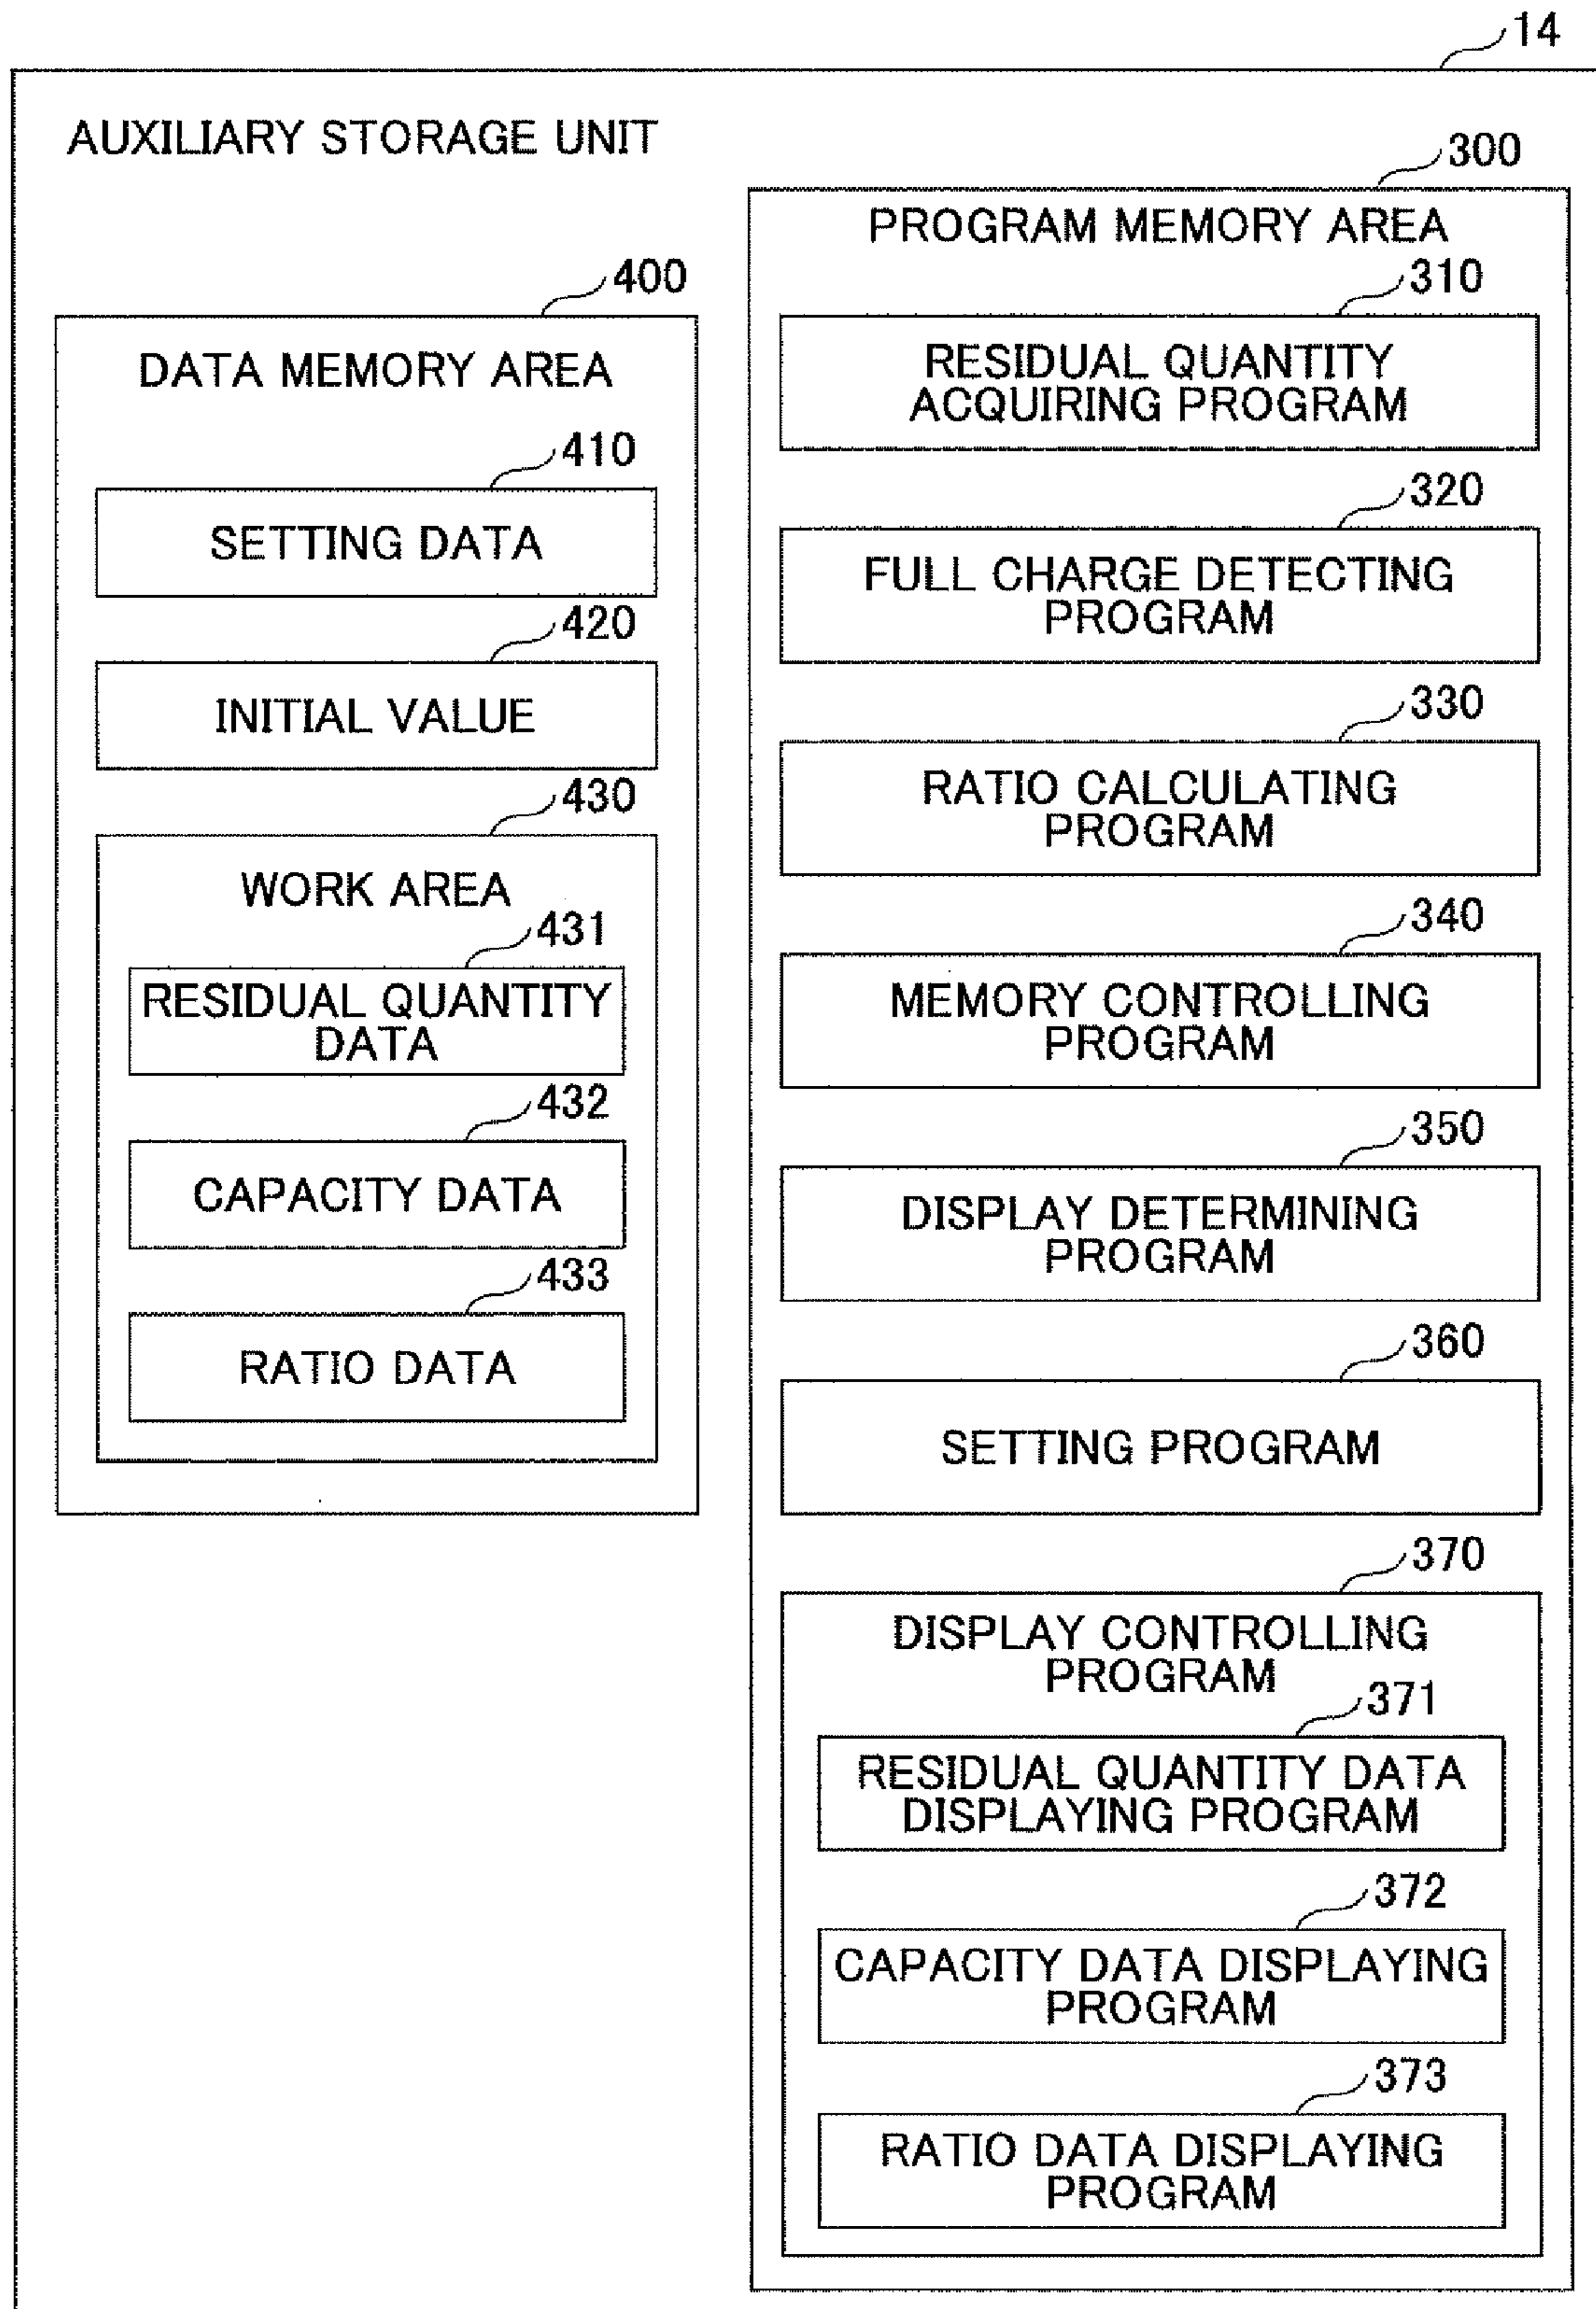 14
AUXILIARY STORAGE UNIT
400
DATA MEMORY AREA
410
SETTING DATA
420
INITIAL VALUE
430
WORK AREA
431
RESIDUAL QUANTITY
DATA
432
CAPACITY DATA
433
RATIO DATA
300
PROGRAM MEMORY AREA
310
RESIDUAL QUANTITY
ACQUIRING PROGRAM
320
FULL CHARGE DETECTING
PROGRAM
330
RATIO CALCULATING
PROGRAM
340
MEMORY CONTROLLING
PROGRAM
350
DISPLAY DETERMINING
PROGRAM
360
SETTING PROGRAM
370
DISPLAY CONTROLLING
PROGRAM
371
RESIDUAL QUANTITY DATA
DISPLAYING PROGRAM
372
CAPACITY DATA DISPLAYING
PROGRAM
373
RATIO DATA DISPLAYING
PROGRAM